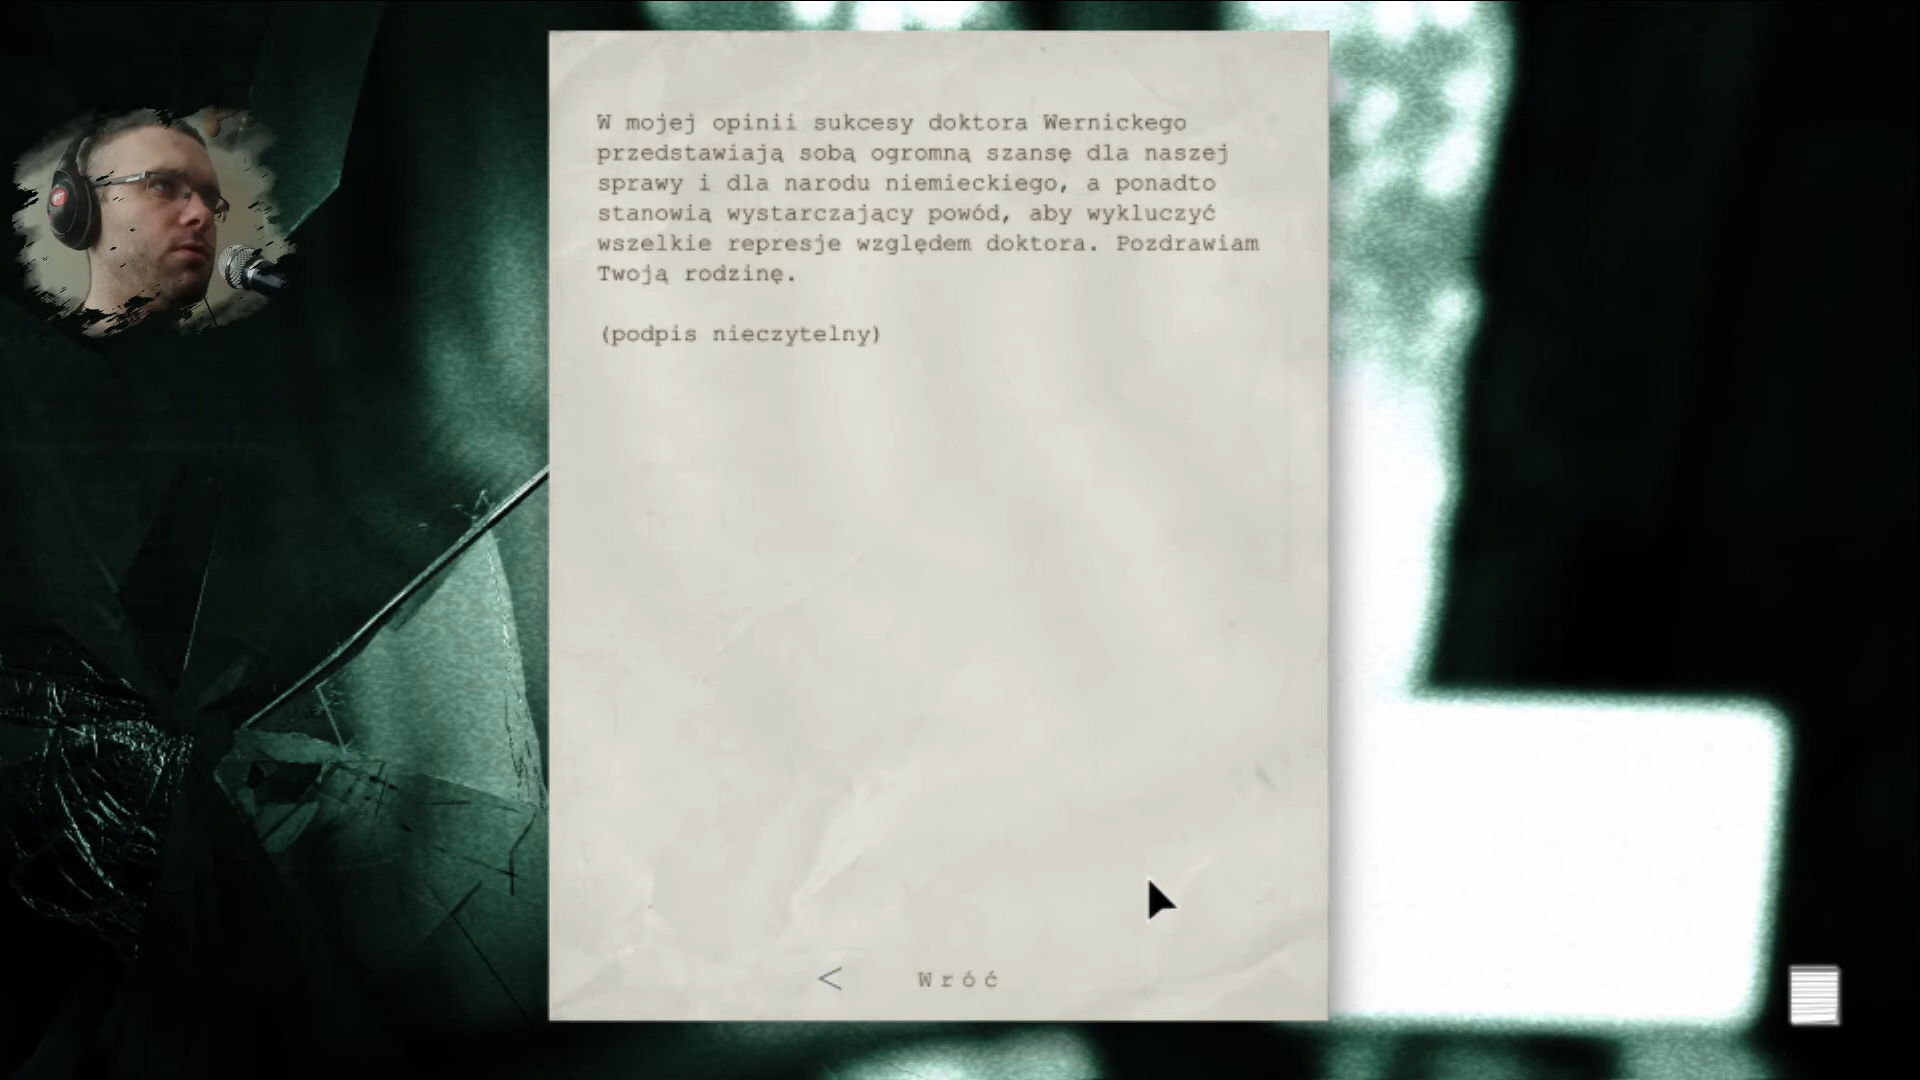 W mojej opinii sukcesy doktora Wernickego
przedstawiają sobą ogromną szansę dla naszej
sprawy i dla narodu niemieckiego, a ponadto
stanowią wystarczający powód, aby wykluczyć
wszelkie represje względem doktora. Pozdrawiam
Twoją rodzinę.
(podpis nieczytelny)
< Wróć